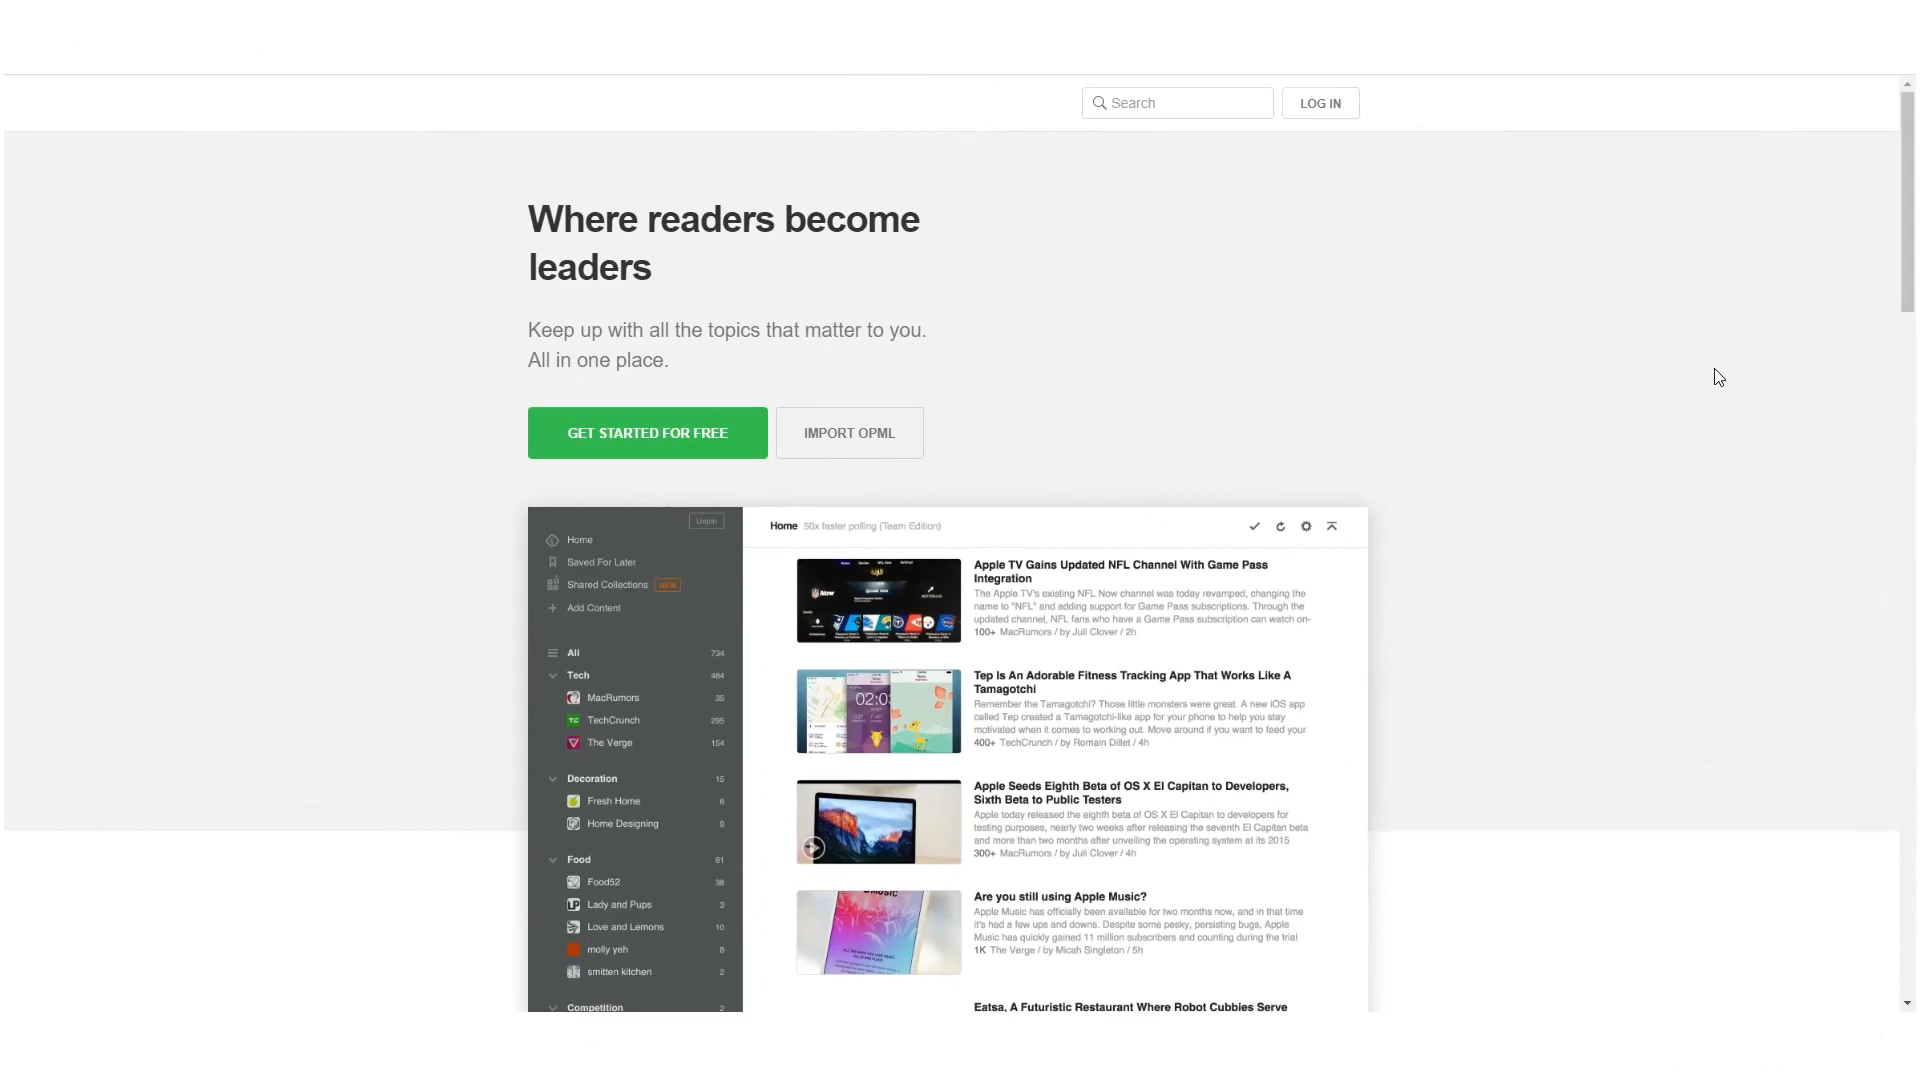 Search
LOG IN
Where readers become
leaders
Keep up with all the topics that matter to you.
All in one place.
GET STARTED FOR FREE
IMPORT OPML
Unpin
Home
Saved For Later
Shared Collections NEW
Add Content
All 734
Tech 484
MacRumors 35
TechCrunch 295
The Verge 154
Decoration 15
Fresh Home 6
Home Designing 9
Food 61
Food52 38
Lady and Pups 3
Love and Lemons 10
molly yeh 8
smitten kitchen 2
Competition 2
Home 50x faster polling (Team Edition)
Apple TV Gains Updated NFL Channel With Game Pass
Integration
The Apple TV's existing NFL Now channel was today revamped, changing the
name to "NFL" and adding support for Game Pass subscriptions. Through the
updated channel, NFL fans who have a Game Pass subscription can watch on-
100+ MacRumors / by Juli Clover / 2h
Tep Is An Adorable Fitness Tracking App That Works Like A
Tamagotchi
Remember the Tamagotchi? Those little monsters were great. A new iOS app
called Tep created a Tamagotchi-like app for your phone to help you stay
motivated when it comes to working out. Move around if you want to feed your
400+ TechCrunch / by Romain Dillet / 4h
Apple Seeds Eighth Beta of OS X El Capitan to Developers,
Sixth Beta to Public Testers
Apple today released the eighth beta of OS X El Capitan to developers for
testing purposes, nearly two weeks after releasing the seventh El Capitan beta
and more than two months after unveiling the operating system at its 2015
300+ MacRumors / by Juli Clover / 4h
Are you still using Apple Music?
Apple Music has officially been available for two months now, and in that time
it's had a few ups and downs. Despite some pesky, persisting bugs, Apple
Music has quickly gained 11 million subscribers and counting during the trial
1K The Verge / by Micah Singleton / 5h
Eatsa, A Futuristic Restaurant Where Robot Cubbies Serve